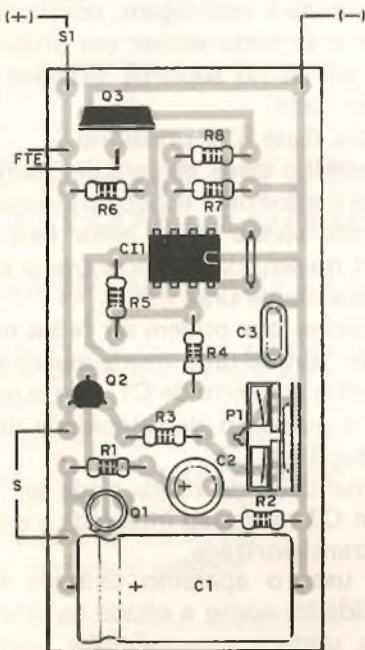 (+) (—)
S1
Q3
FTE
R8
R6
R7
CI1
R5
C3
R4
Q2
P1
R3
S
R1
C2
+
Q1
R2
+
C1